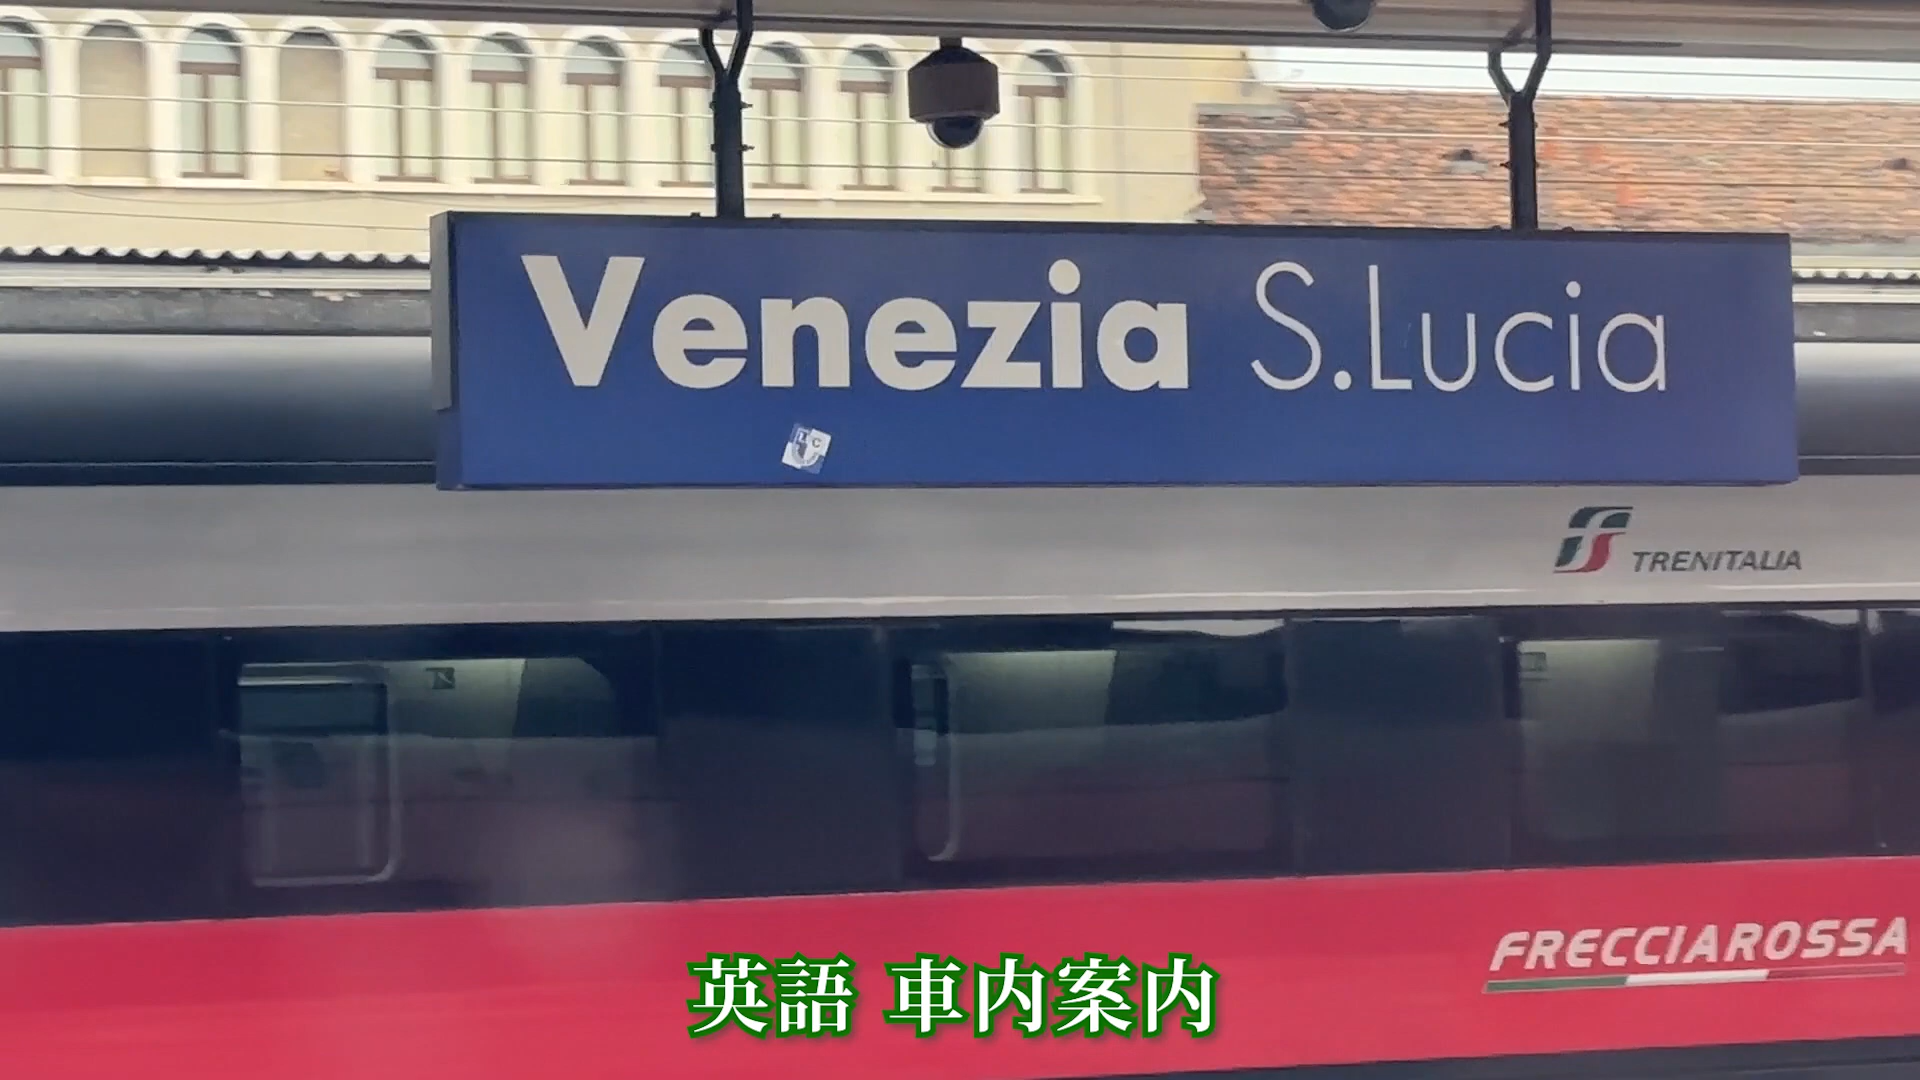 Venezia S.Lucia
TRENITALIA
FRECCIAROSSA
英語 車内案内